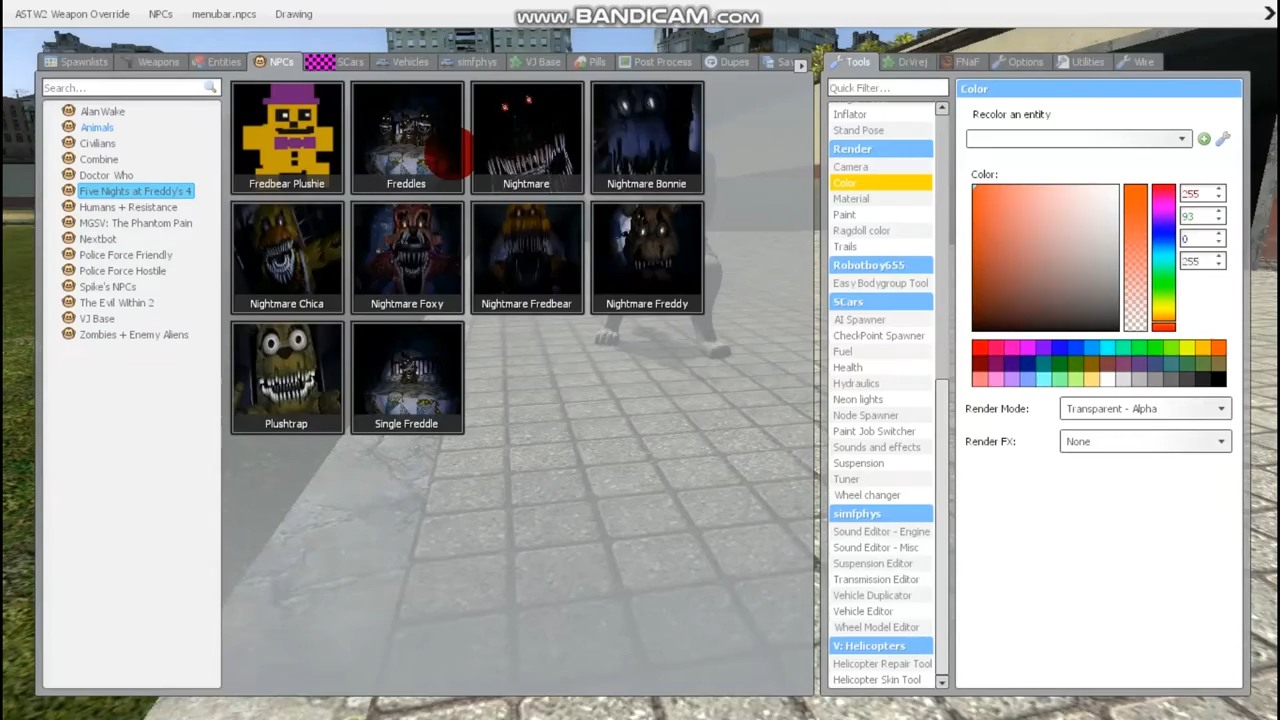 ASTW2 Weapon Override NPCs menubar.npcs Drawing
www.BANDICAM.com
Spawnlists Weapons Entities NPCs SCars Vehicles simfphys VJ Base Pills Post Process Dupes
Search...
Alan Wake
Animals
Civilians
Combine
Doctor Who
Five Nights at Freddy's 4
Humans + Resistance
MGSV: The Phantom Pain
Nextbot
Police Force Friendly
Police Force Hostile
Spike's NPCs
The Evil Within 2
VJ Base
Zombies + Enemy Aliens
Fredbear Plushie Freddles Nightmare Nightmare Bonnie
Nightmare Chica Nightmare Foxy Nightmare Fredbear Nightmare Freddy
Plushtrap Single Freddle
Tools DrVrej FNaF Options Utilities Wire
Quick Filter...
Inflator
Stand Pose
Render
Camera
Color
Material
Paint
Ragdoll color
Trails
Robotboy655
Easy Bodygroup Tool
SCars
AI Spawner
CheckPoint Spawner
Fuel
Health
Hydraulics
Neon lights
Node Spawner
Paint Job Switcher
Sounds and effects
Suspension
Tuner
Wheel changer
simfphys
Sound Editor - Engine
Sound Editor - Misc
Suspension Editor
Transmission Editor
Vehicle Duplicator
Vehicle Editor
Wheel Model Editor
V: Helicopters
Helicopter Repair Tool
Helicopter Skin Tool
Color
Recolor an entity
Color:
255
93
0
255
Render Mode: Transparent - Alpha
Render FX: None